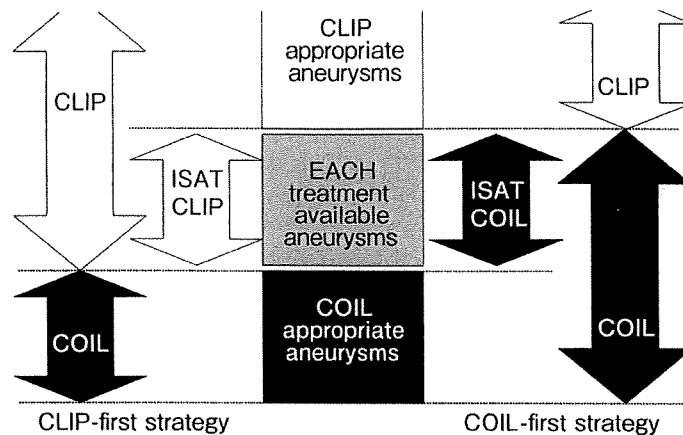 CLIP
appropriate
aneurysms
CLIP
CLIP
ISAT
CLIP
EACH
treatment
available
aneurysms
ISAT
COIL
COIL
COIL
appropriate
aneurysms
COIL
CLIP-first strategy
COIL-first strategy